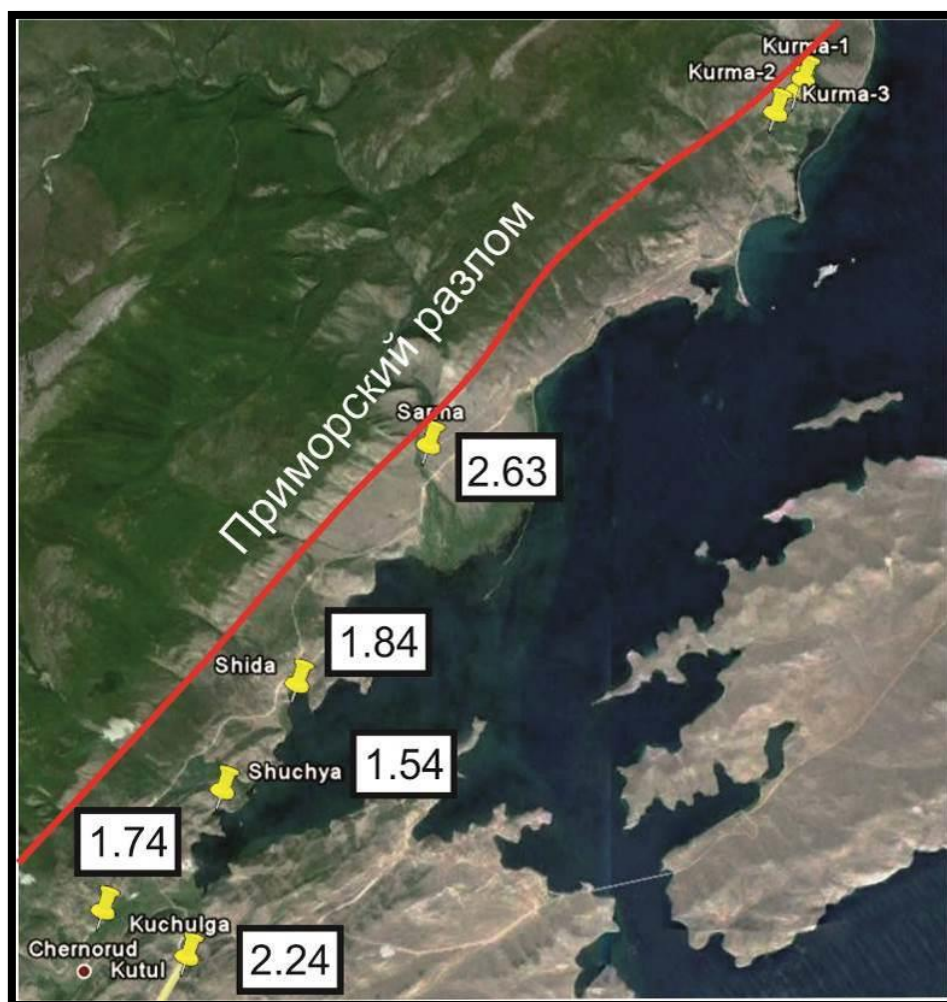 Kurma-1
Kurma-2
Kurma-3
Приморский разлом
Sarma
2.63
1.84
Shida
Shuchya
1.54
1.74
Kuchulga
Chernorud
Kutul
2.24